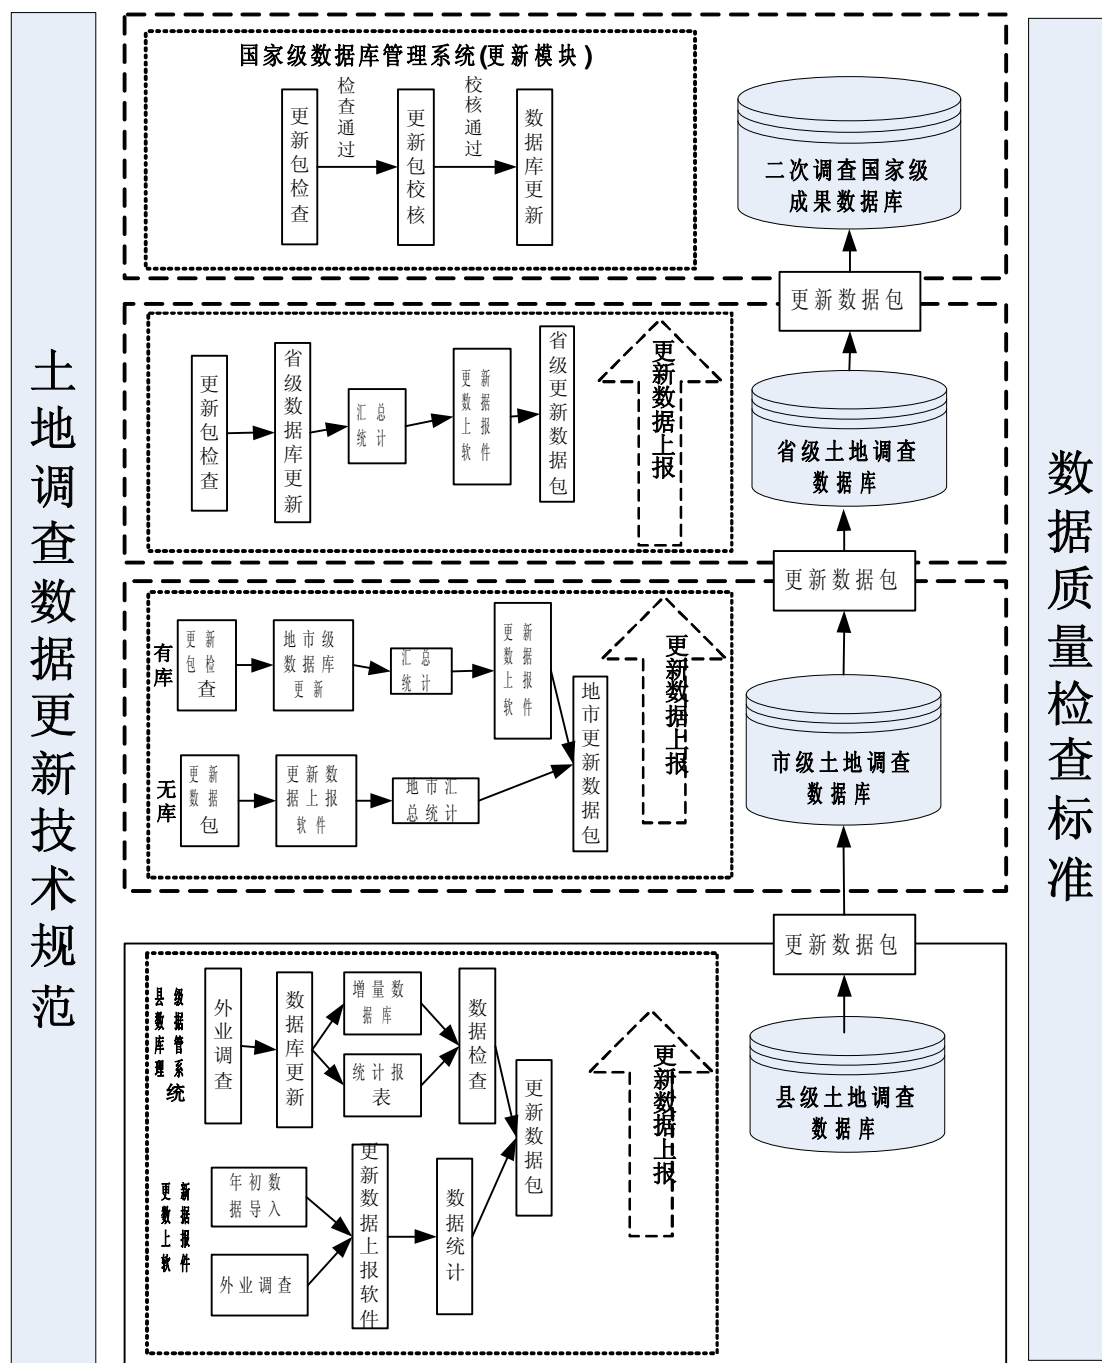 土地调查数据更新技术规范
国家级数据库管理系统(更新模块)
更新包检查
检查通过
更新包校核
校核通过
数据库更新
二次调查国家级
成果数据库
更新数据包
更新包检查
省级数据库更新
汇总
统计
更新
数据
上报
软件
省级更新数据包
更新数据上报
省级土地调查
数据库
更新数据包
有库
更新
包检
查
地市级
数据库
更新
汇总
统计
更新
数据
上报
软件
地市更新数据包
无库
更新
数据
包
更新数
据上报
软件
地市汇
总统计
更新数据上报
市级土地调查
数据库
更新数据包
县级
数据
库管
理系
统
外业调查
数据库更新
增量数
据库
统计报
表
数据检查
更新数据包
更新
数据
上报
软件
年初数
据导入
外业调查
更新数据上报软件
数据统计
更新数据上报
县级土地调查
数据库
数据质量检查标准